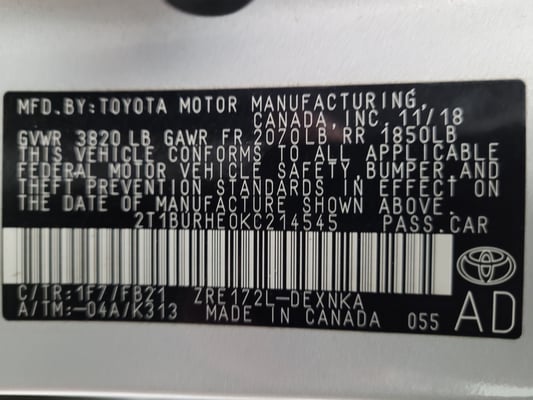 MFD. BY: TOYOTA MOTOR MANUFACTURING,
CANADA, INC. 11/18
GVWR 3820 LB GAWR FR 2070LB RR 1850LB
THIS VEHICLE CONFORMS TO ALL APPLICABLE
FEDERAL MOTOR VEHICLE SAFETY, BUMPER, AND
THEFT PREVENTION STANDARDS IN EFFECT ON
THE DATE OF MANUFACTURE SHOWN ABOVE.
2T1BURHE0KC214545 PASS. CAR
C/TR: 1F7/FB21 ZRE172L-DEXNKA
A/TM: -04A/K313 MADE IN CANADA 055 AD